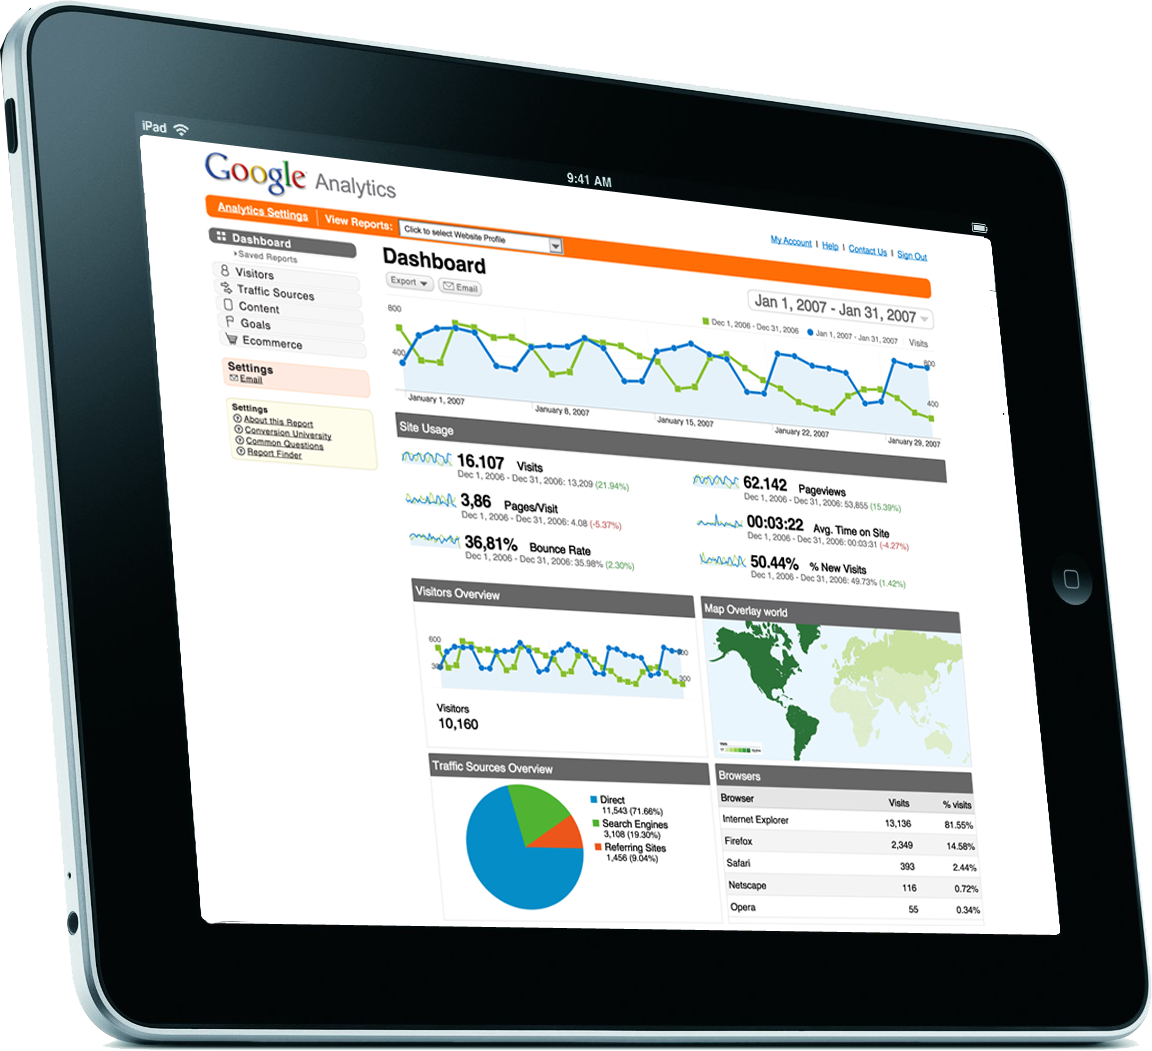 iPad
9:41 AM
Google Analytics
Analytics Settings | View Reports: Click to select Website Profile
My Account | Help | Contact Us | Sign Out
Dashboard
Saved Reports
Visitors
Traffic Sources
Content
Goals
Ecommerce
Settings
Email
Settings
About this Report
Conversion University
Common Questions
Report Finder
Dashboard
Export Email
Jan 1, 2007 - Jan 31, 2007
Dec 1, 2006 - Dec 31, 2006 Jan 1, 2007 - Jan 31, 2007 Visits
800 800
400 400
January 1, 2007 January 8, 2007 January 15, 2007 January 22, 2007 January 29, 2007
Site Usage
16.107 Visits
Dec 1, 2006 - Dec 31, 2006: 13,209 (21.94%)
3,86 Pages/Visit
Dec 1, 2006 - Dec 31, 2006: 4.08 (-5.37%)
36,81% Bounce Rate
Dec 1, 2006 - Dec 31, 2006: 35.98% (2.30%)
62.142 Pageviews
Dec 1, 2006 - Dec 31, 2006: 53,855 (15.39%)
00:03:22 Avg. Time on Site
Dec 1, 2006 - Dec 31, 2006: 00:03:31 (-4.27%)
50.44% % New Visits
Dec 1, 2006 - Dec 31, 2006: 49.73% (1.42%)
Visitors Overview
600
300
Visitors
10,160
Map Overlay world
Traffic Sources Overview
Direct
11,543 (71.66%)
Search Engines
3,108 (19.30%)
Referring Sites
1,456 (9.04%)
Browsers
Browser Visits % visits
Internet Explorer 13,136 81.55%
Firefox 2,349 14.58%
Safari 393 2.44%
Netscape 116 0.72%
Opera 55 0.34%